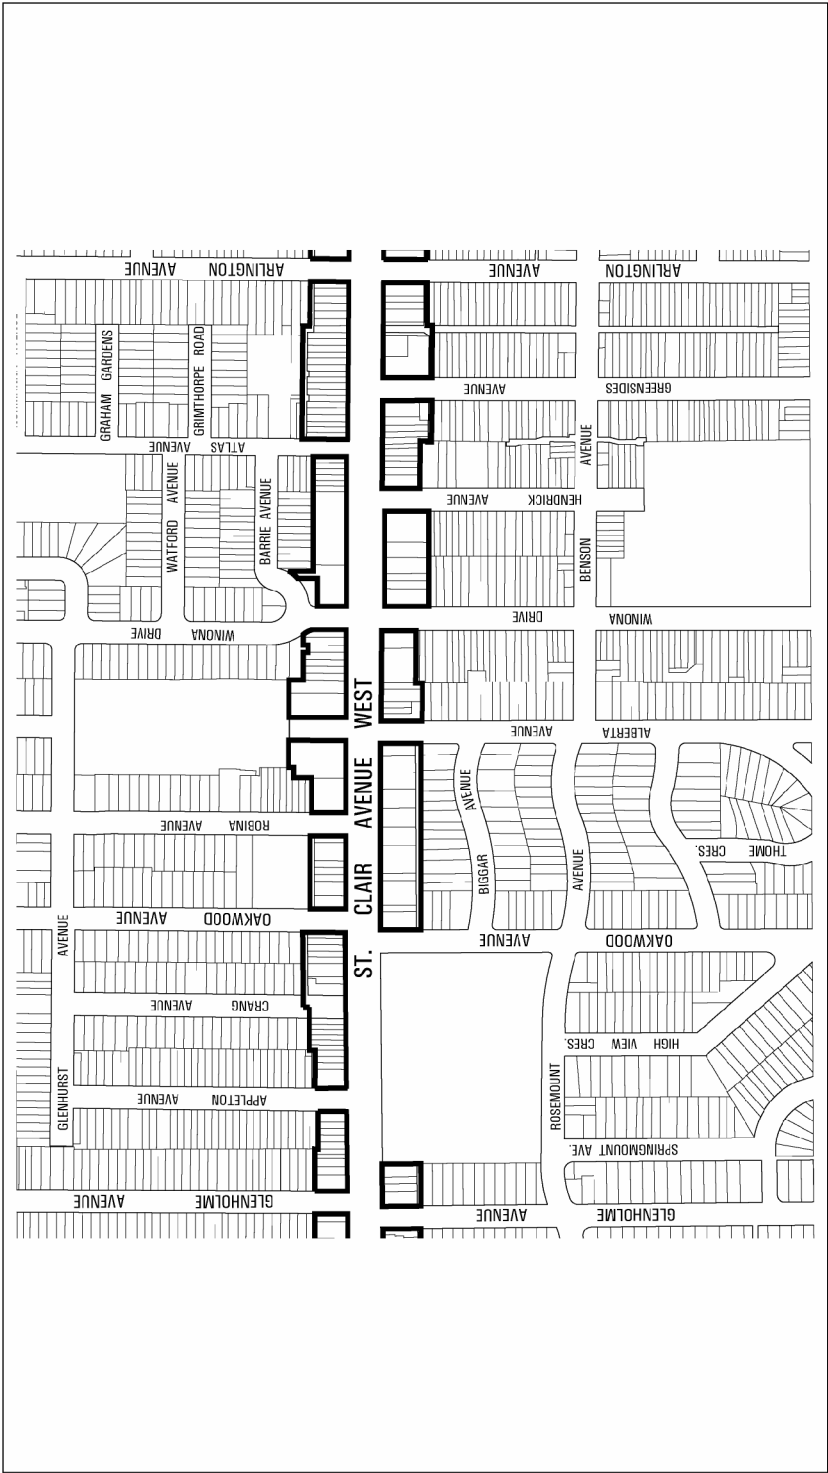 ARLINGTON AVENUE
ARLINGTON AVENUE
GRAHAM GARDENS
GRIMTHORPE ROAD
GREENSIDES AVENUE
ATLAS AVENUE
WATFORD AVENUE
BARRIE AVENUE
HENDRICK AVENUE
BENSON AVENUE
WINONA DRIVE
WINONA DRIVE
ALBERTA AVENUE
ST. CLAIR AVENUE WEST
ROBINA AVENUE
BIGGAR AVENUE
AVENUE
THOME CRES.
OAKWOOD AVENUE
OAKWOOD AVENUE
GLENHURST AVENUE
CRANG AVENUE
HIGH VIEW CRES.
APPLETON AVENUE
ROSEMOUNT
SPRINGMOUNT AVE.
GLENHOLME AVENUE
GLENHOLME AVENUE